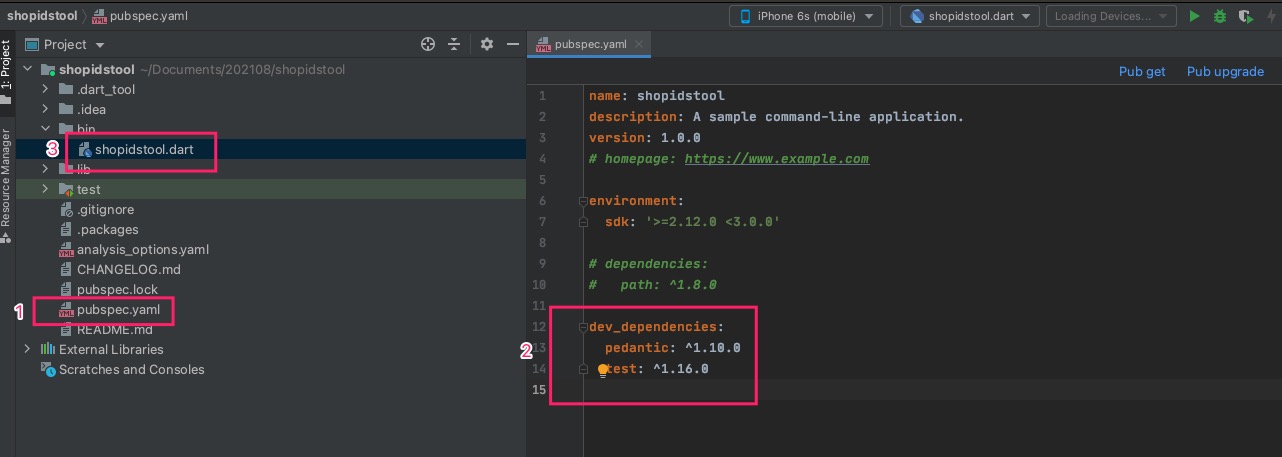 shopidstool pubspec.yaml iPhone 6s (mobile) shopidstool.dart Loading Devices...
1: Project
Resource Manager
Project
shopidstool ~/Documents/202108/shopidstool
.dart_tool
.idea
bin
3 shopidstool.dart
lib
test
.gitignore
.packages
YML analysis_options.yaml
CHANGELOG.md
pubspec.lock
1 YML pubspec.yaml
README.md
External Libraries
Scratches and Consoles
YML pubspec.yaml
Pub get Pub upgrade
1 name: shopidstool
2 description: A sample command-line application.
3 version: 1.0.0
4 # homepage: https://www.example.com
5
6 environment:
7 sdk: '>=2.12.0 <3.0.0'
8
9 # dependencies:
10 #   path: ^1.8.0
11
12 dev_dependencies:
2
13 pedantic: ^1.10.0
14 test: ^1.16.0
15